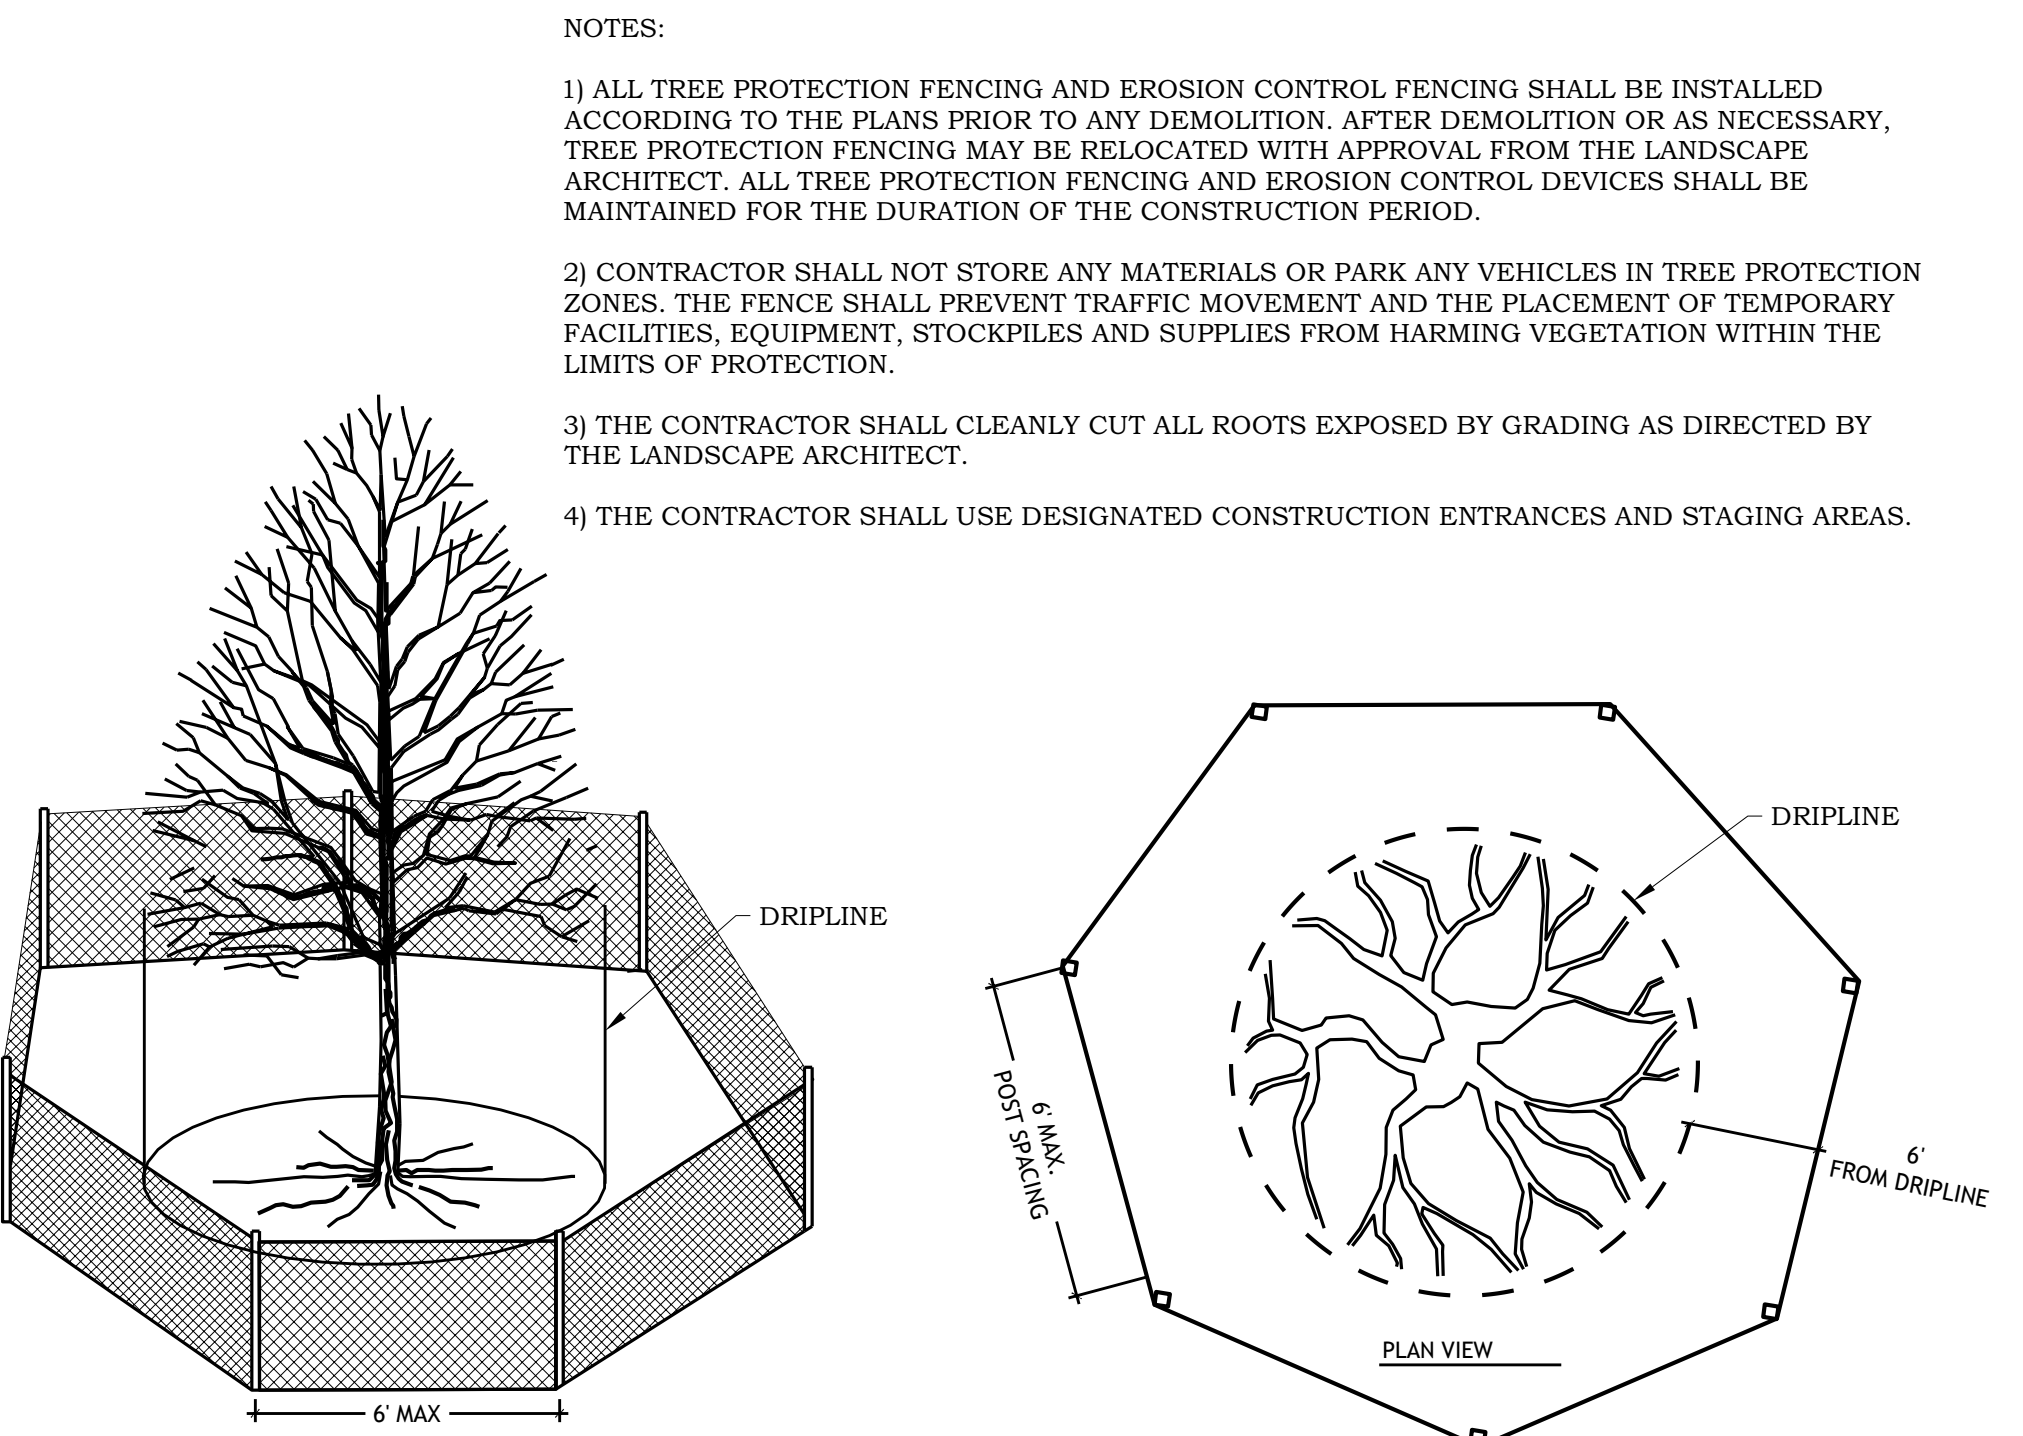 NOTES:
1) ALL TREE PROTECTION FENCING AND EROSION CONTROL FENCING SHALL BE INSTALLED
ACCORDING TO THE PLANS PRIOR TO ANY DEMOLITION. AFTER DEMOLITION OR AS NECESSARY,
TREE PROTECTION FENCING MAY BE RELOCATED WITH APPROVAL FROM THE LANDSCAPE
ARCHITECT. ALL TREE PROTECTION FENCING AND EROSION CONTROL DEVICES SHALL BE
MAINTAINED FOR THE DURATION OF THE CONSTRUCTION PERIOD.
2) CONTRACTOR SHALL NOT STORE ANY MATERIALS OR PARK ANY VEHICLES IN TREE PROTECTION
ZONES. THE FENCE SHALL PREVENT TRAFFIC MOVEMENT AND THE PLACEMENT OF TEMPORARY
FACILITIES, EQUIPMENT, STOCKPILES AND SUPPLIES FROM HARMING VEGETATION WITHIN THE
LIMITS OF PROTECTION.
3) THE CONTRACTOR SHALL CLEANLY CUT ALL ROOTS EXPOSED BY GRADING AS DIRECTED BY
THE LANDSCAPE ARCHITECT.
4) THE CONTRACTOR SHALL USE DESIGNATED CONSTRUCTION ENTRANCES AND STAGING AREAS.
DRIPLINE
6' MAX
DRIPLINE
6' MAX.
POST SPACING
6'
FROM DRIPLINE
PLAN VIEW